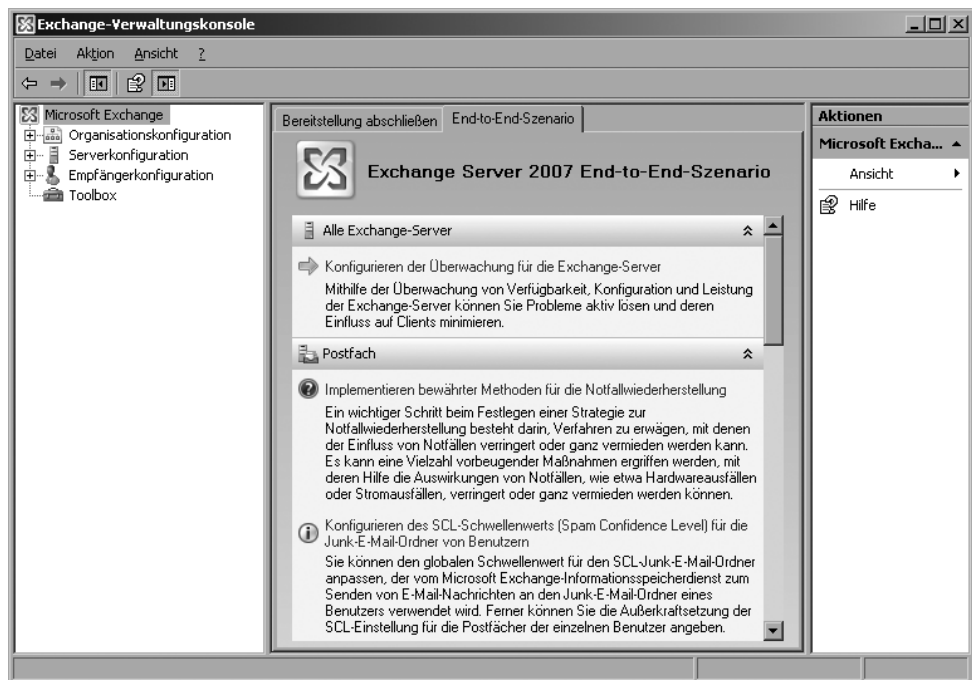 Exchange-Verwaltungskonsole
Datei Aktion Ansicht ?
Microsoft Exchange
Organisationskonfiguration
Serverkonfiguration
Empfängerkonfiguration
Toolbox
Bereitstellung abschließen End-to-End-Szenario
Exchange Server 2007 End-to-End-Szenario
Alle Exchange-Server
Konfigurieren der Überwachung für die Exchange-Server
Mithilfe der Überwachung von Verfügbarkeit, Konfiguration und Leistung
der Exchange-Server können Sie Probleme aktiv lösen und deren
Einfluss auf Clients minimieren.
Postfach
Implementieren bewährter Methoden für die Notfallwiederherstellung
Ein wichtiger Schritt beim Festlegen einer Strategie zur
Notfallwiederherstellung besteht darin, Verfahren zu erwägen, mit denen
der Einfluss von Notfällen verringert oder ganz vermieden werden kann.
Es kann eine Vielzahl vorbeugender Maßnahmen ergriffen werden, mit
deren Hilfe die Auswirkungen von Notfällen, wie etwa Hardwareausfällen
oder Stromausfällen, verringert oder ganz vermieden werden können.
Konfigurieren des SCL-Schwellenwerts (Spam Confidence Level) für die
Junk-E-Mail-Ordner von Benutzern
Sie können den globalen Schwellenwert für den SCL-Junk-E-Mail-Ordner
anpassen, der vom Microsoft Exchange-Informationsspeicherdienst zum
Senden von E-Mail-Nachrichten an den Junk-E-Mail-Ordner eines
Benutzers verwendet wird. Ferner können Sie die Außerkraftsetzung der
SCL-Einstellung für die Postfächer der einzelnen Benutzer angeben.
Aktionen
Microsoft Excha...
Ansicht
Hilfe